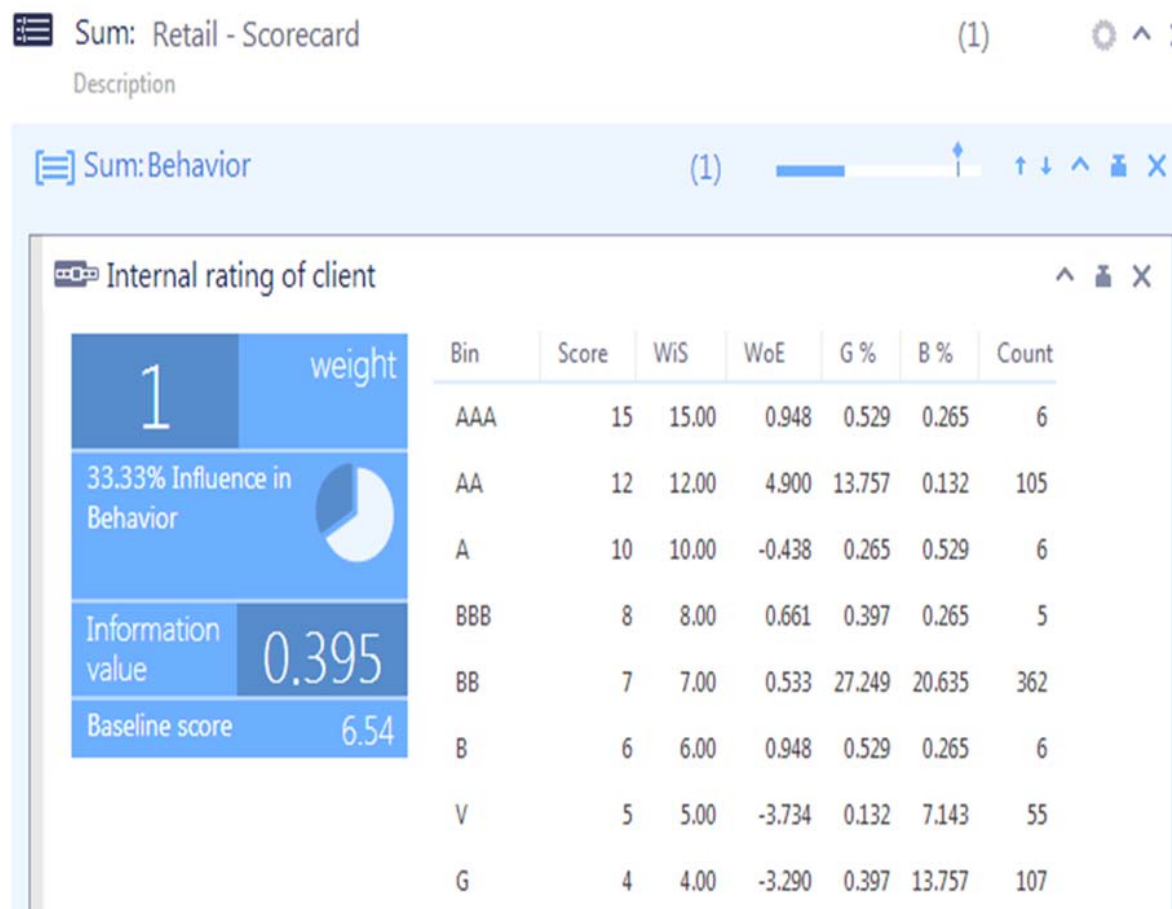 Sum: Retail - Scorecard (1)
Description
Sum: Behavior (1)
Internal rating of client
1 weight
33.33% Influence in
Behavior
Information
value
0.395
Baseline score 6.54
Bin Score WiS WoE G % B % Count
AAA 15 15.00 0.948 0.529 0.265 6
AA 12 12.00 4.900 13.757 0.132 105
A 10 10.00 -0.438 0.265 0.529 6
BBB 8 8.00 0.661 0.397 0.265 5
BB 7 7.00 0.533 27.249 20.635 362
B 6 6.00 0.948 0.529 0.265 6
V 5 5.00 -3.734 0.132 7.143 55
G 4 4.00 -3.290 0.397 13.757 107